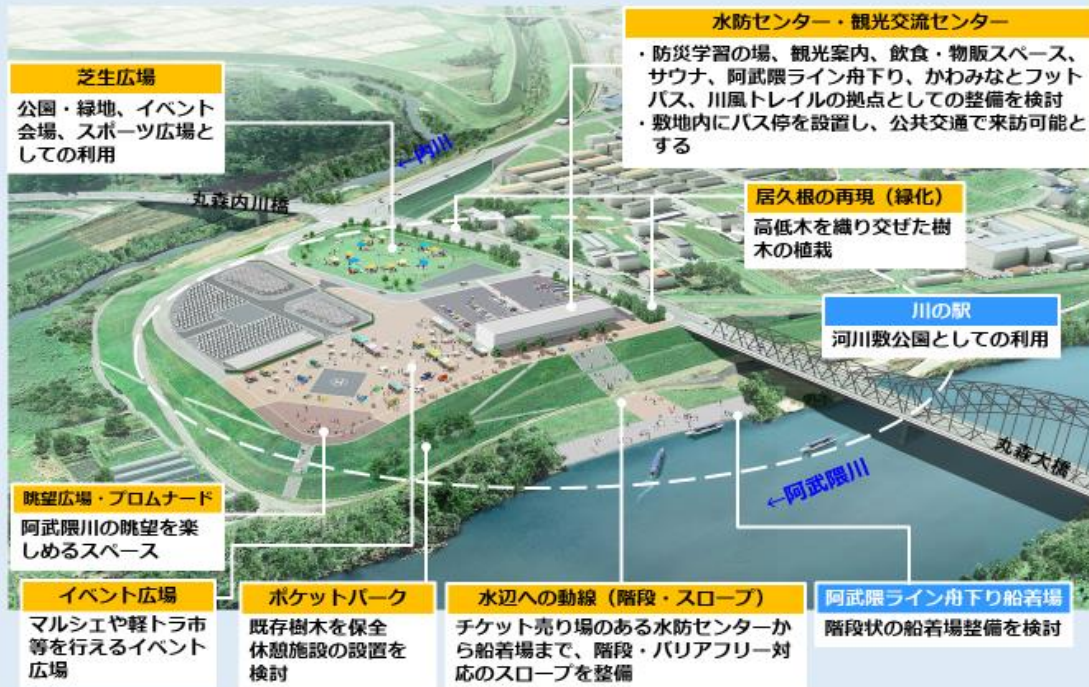 水防センター・観光交流センター
・防災学習の場、観光案内、飲食・物販スペース、
サウナ、阿武隈ライン舟下り、かわみなとフット
パス、川風トレイルの拠点としての整備を検討
・敷地内にバス停を設置し、公共交通で来訪可能と
する
芝生広場
公園・緑地、イベント
会場、スポーツ広場と
しての利用
←内川
丸森内川橋
居久根の再現（緑化）
高低木を織り交ぜた樹
木の植栽
川の駅
河川敷公園としての利用
丸森大橋
←阿武隈川
H
眺望広場・プロムナード
阿武隈川の眺望を楽
しめるスペース
イベント広場
マルシェや軽トラ市
等を行えるイベント
広場
ポケットパーク
既存樹木を保全
休憩施設の設置を
検討
水辺への動線（階段・スロープ）
チケット売り場のある水防センターから
船着場まで、階段・バリアフリー対
応のスロープを整備
阿武隈ライン舟下り船着場
階段状の船着場整備を検討